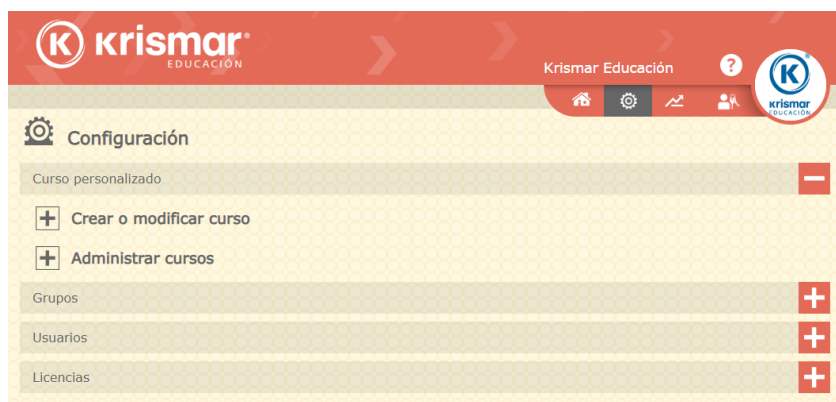 krismar
EDUCACIÓN
Krismar Educación
?
krismar
EDUCACIÓN
Configuración
Curso personalizado
Crear o modificar curso
Administrar cursos
Grupos
Usuarios
Licencias